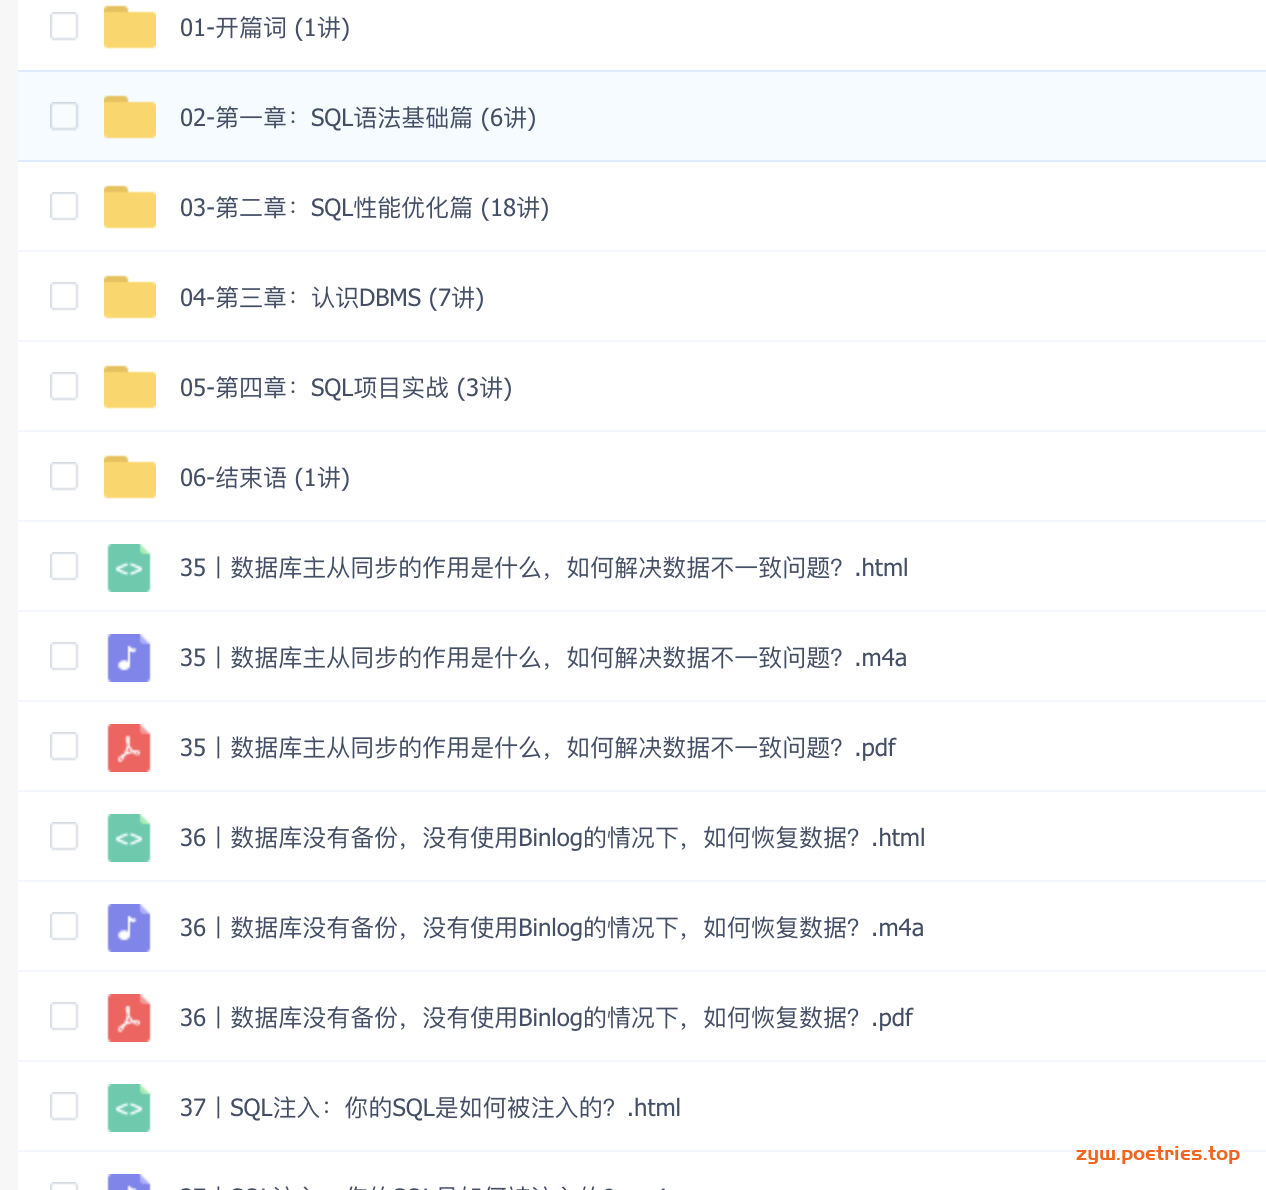 01-开篇词 (1讲)
02-第一章：SQL语法基础篇 (6讲)
03-第二章：SQL性能优化篇 (18讲)
04-第三章：认识DBMS (7讲)
05-第四章：SQL项目实战 (3讲)
06-结束语 (1讲)
35丨数据库主从同步的作用是什么，如何解决数据不一致问题？.html
35丨数据库主从同步的作用是什么，如何解决数据不一致问题？.m4a
35丨数据库主从同步的作用是什么，如何解决数据不一致问题？.pdf
36丨数据库没有备份，没有使用Binlog的情况下，如何恢复数据？.html
36丨数据库没有备份，没有使用Binlog的情况下，如何恢复数据？.m4a
36丨数据库没有备份，没有使用Binlog的情况下，如何恢复数据？.pdf
37丨SQL注入：你的SQL是如何被注入的？.html
zyw.poetries.top